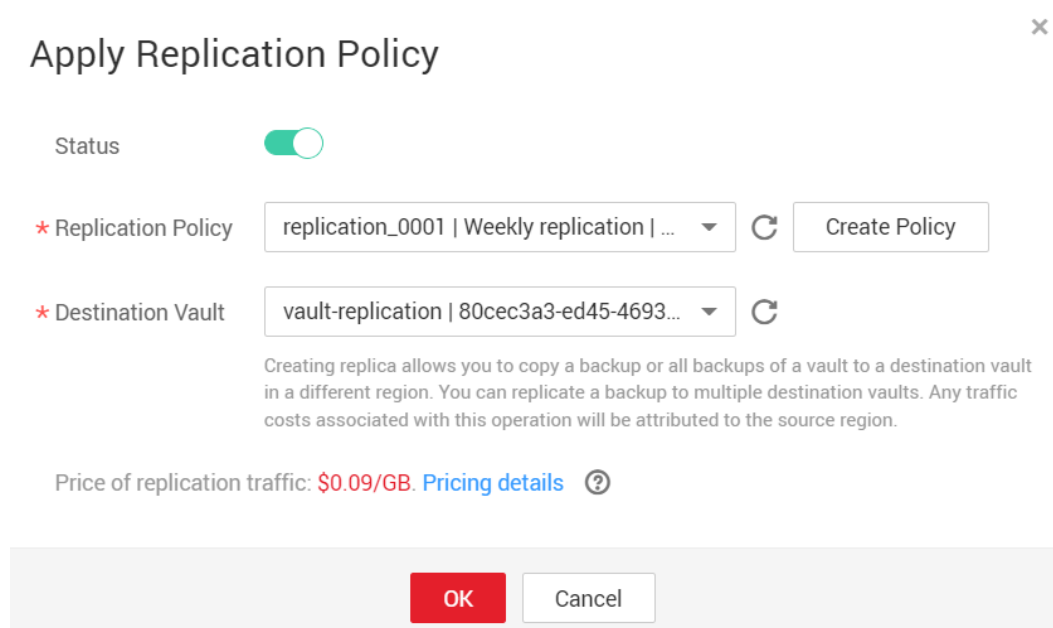 Apply Replication Policy
Status
* Replication Policy replication_0001 | Weekly replication | ... Create Policy
* Destination Vault vault-replication | 80cec3a3-ed45-4693...
Creating replica allows you to copy a backup or all backups of a vault to a destination vault
in a different region. You can replicate a backup to multiple destination vaults. Any traffic
costs associated with this operation will be attributed to the source region.
Price of replication traffic: $0.09/GB. Pricing details ?
OK Cancel